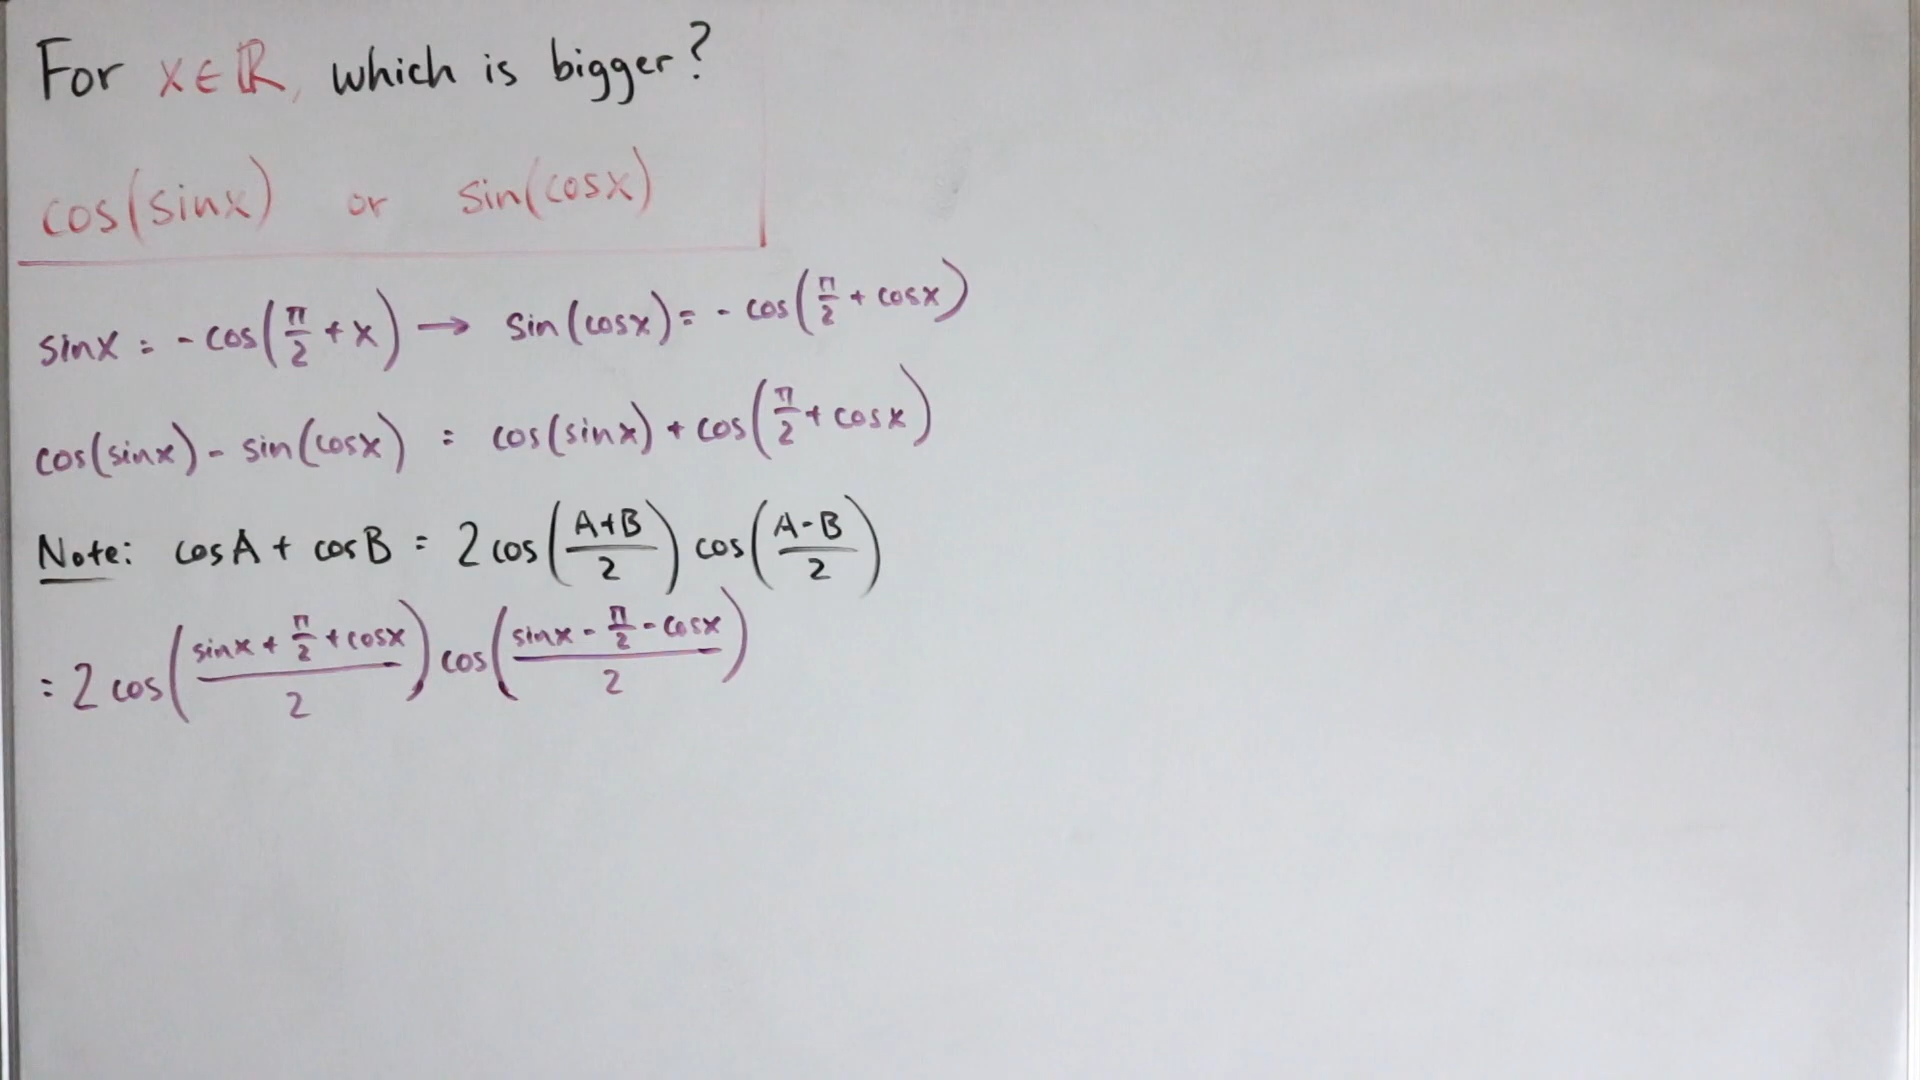 For x∈ℝ, which is bigger?
cos(sinx) or sin(cosx)
sinx = -cos(π/2 + x) → sin(cosx) = -cos(π/2 + cosx)
cos(sinx) - sin(cosx) = cos(sinx) + cos(π/2 + cosx)
Note: cosA + cosB = 2cos((A+B)/2) cos((A-B)/2)
= 2cos((sinx + π/2 + cosx)/2) cos((sinx - π/2 - cosx)/2)